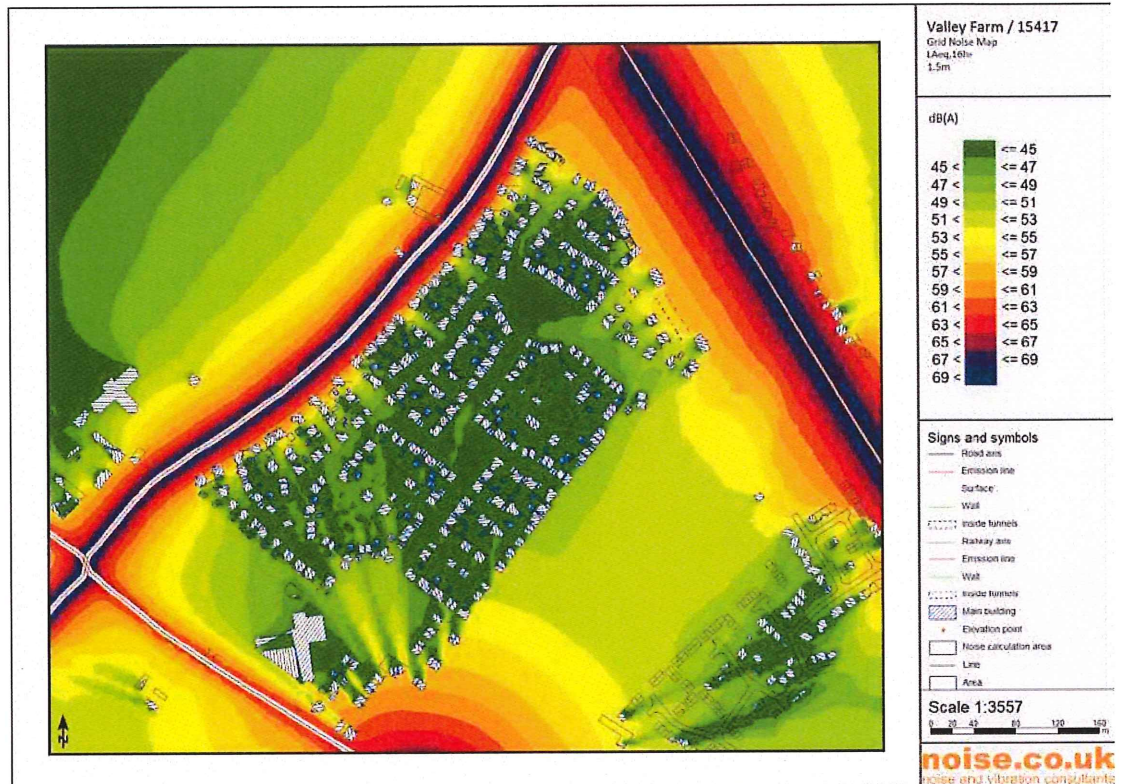 Valley Farm / 15417
Grid Noise Map
LAeq,16hr
1.5m
dB(A)
<= 45
45 < <= 47
47 < <= 49
49 < <= 51
51 < <= 53
53 < <= 55
55 < <= 57
57 < <= 59
59 < <= 61
61 < <= 63
63 < <= 65
65 < <= 67
67 < <= 69
69 <
Signs and symbols
Road axis
Emission line
Surface
Wall
Inside tunnels
Railway axis
Emission line
Wall
Inside tunnels
Main building
Elevation point
Noise calculation area
Line
Area
Scale 1:3557
0 20 40 80 120 160
m
noise.co.uk
noise and vibration consultants
N